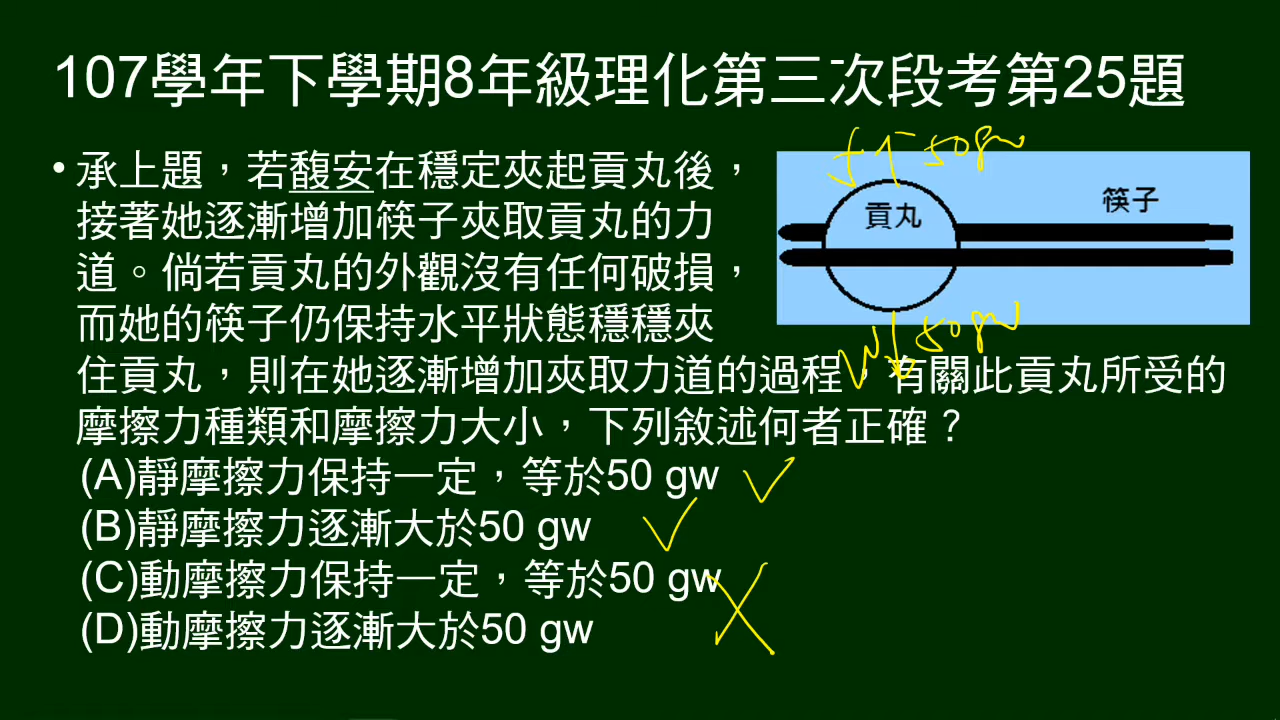 107學年下學期8年級理化第三次段考第25題
• 承上題，若馥安在穩定夾起貢丸後，
接著她逐漸增加筷子夾取貢丸的力
道。倘若貢丸的外觀沒有任何破損，
而她的筷子仍保持水平狀態穩穩夾
住貢丸，則在她逐漸增加夾取力道的過程，有關此貢丸所受的
摩擦力種類和摩擦力大小，下列敘述何者正確？
(A)靜摩擦力保持一定，等於50 gw
(B)靜摩擦力逐漸大於50 gw
(C)動摩擦力保持一定，等於50 gw
(D)動摩擦力逐漸大於50 gw
f 50gw
貢丸
筷子
W 50gw